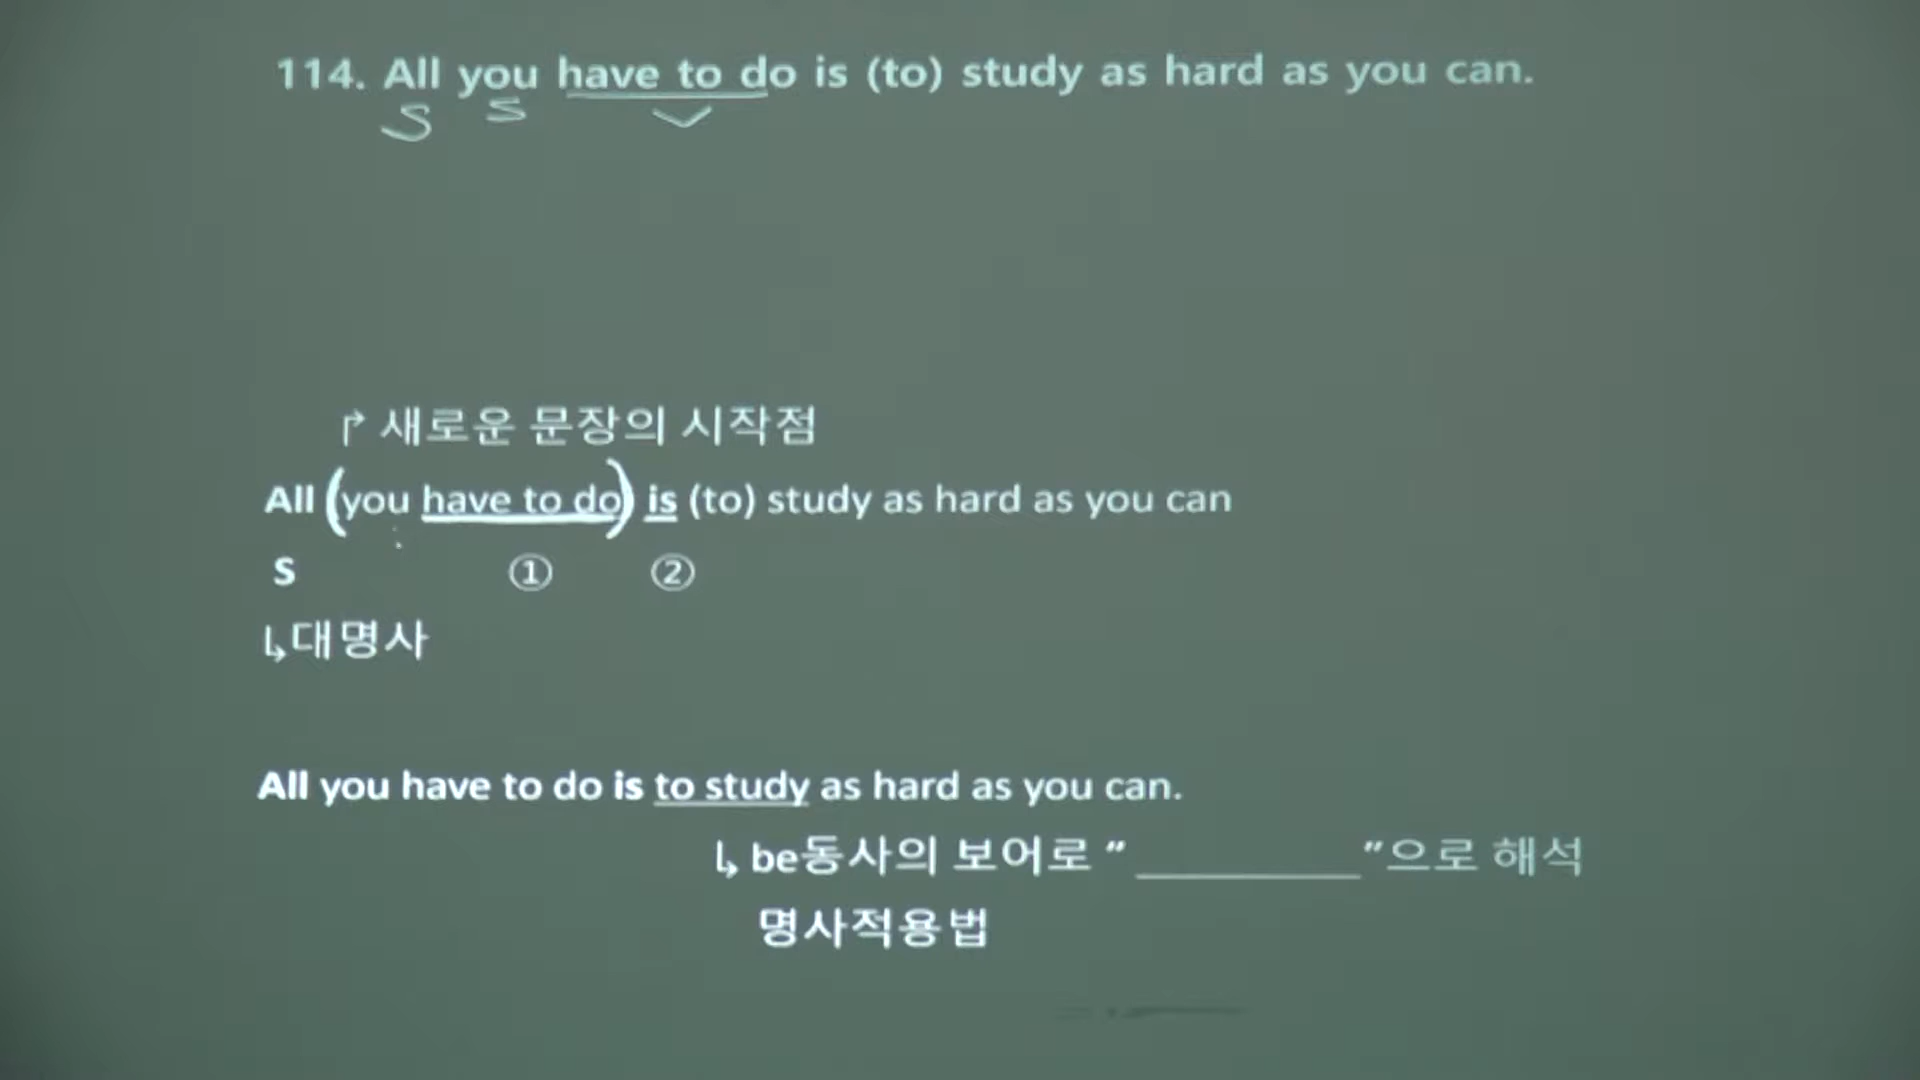 114. All you have to do is (to) study as hard as you can.
S S V
↱ 새로운 문장의 시작점
All (you have to do) is (to) study as hard as you can
S ① ②
↳대명사
All you have to do is to study as hard as you can.
↳ be동사의 보어로 “__________”으로 해석
명사적용법